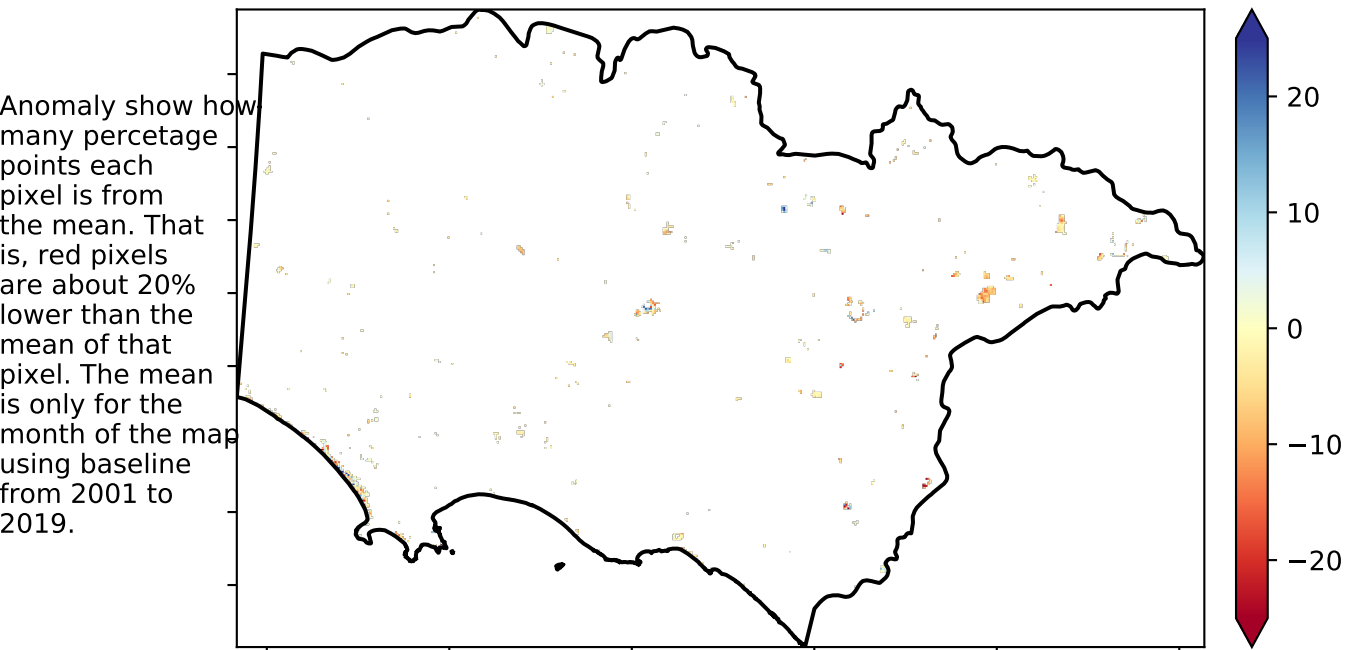 Anomaly show how
many percetage
points each
pixel is from
the mean. That
is, red pixels
are about 20%
lower than the
mean of that
pixel. The mean
is only for the
month of the map
using baseline
from 2001 to
2019.
20
10
0
−10
−20